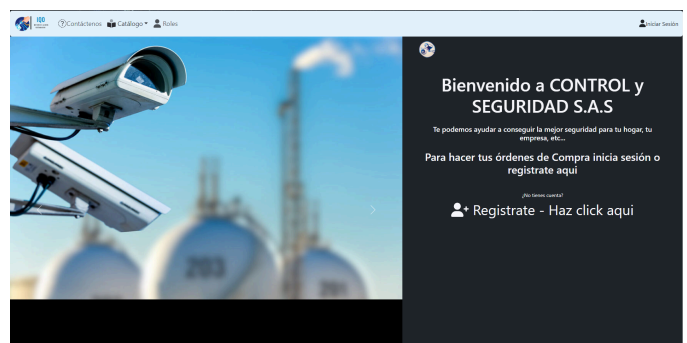 IQO
Contáctenos
Catálogo
Roles
Iniciar Sesión
Bienvenido a CONTROL y
SEGURIDAD S.A.S
Te podemos ayudar a conseguir la mejor seguridad para tu hogar, tu
empresa, etc...
Para hacer tus órdenes de Compra inicia sesión o
registrate aqui
¿No tienes cuenta?
Registrate - Haz click aqui
203
201